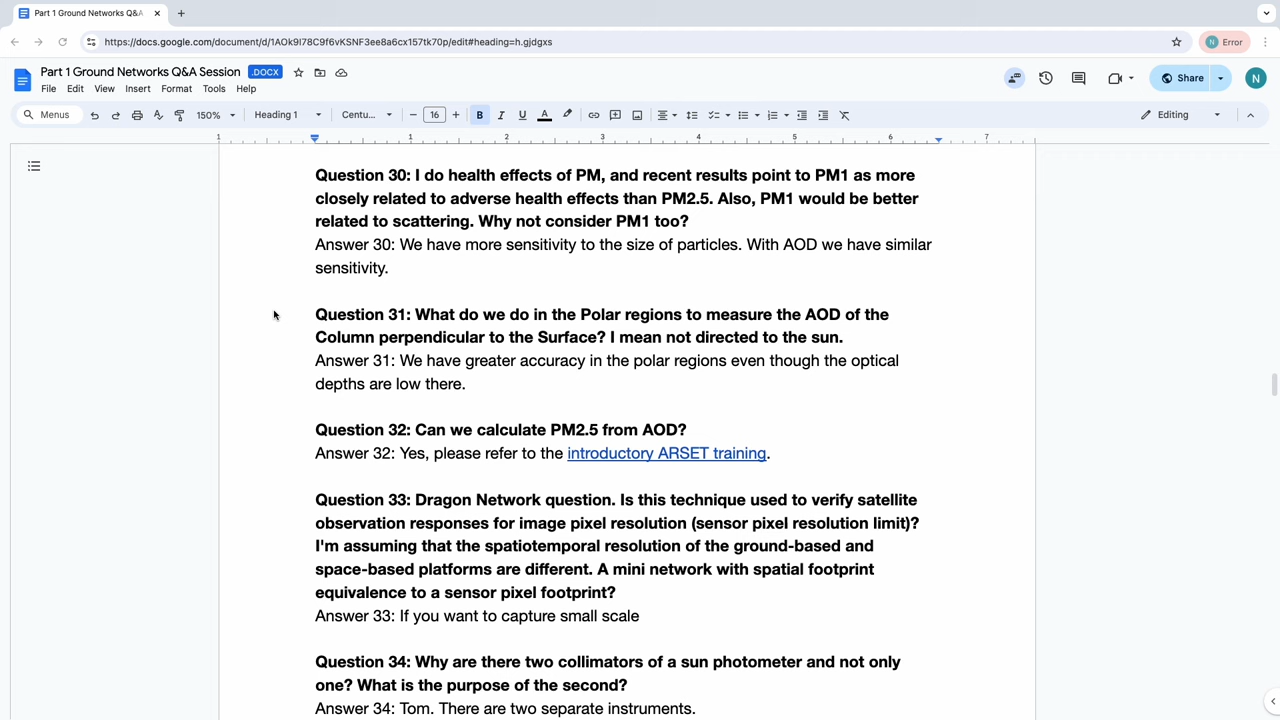 Part 1 Ground Networks Q&A
https://docs.google.com/document/d/1AOk9I78C9f6vKSNF3ee8a6cx157tk70p/edit#heading=h.gjdgxs
Error
Part 1 Ground Networks Q&A Session .DOCX
File Edit View Insert Format Tools Help
Share
N
Menus
150%
Heading 1
Centu...
16
B I U A
Editing
1 1 2 3 4 5 6 7
Question 30: I do health effects of PM, and recent results point to PM1 as more
closely related to adverse health effects than PM2.5. Also, PM1 would be better
related to scattering. Why not consider PM1 too?
Answer 30: We have more sensitivity to the size of particles. With AOD we have similar
sensitivity.
Question 31: What do we do in the Polar regions to measure the AOD of the
Column perpendicular to the Surface? I mean not directed to the sun.
Answer 31: We have greater accuracy in the polar regions even though the optical
depths are low there.
Question 32: Can we calculate PM2.5 from AOD?
Answer 32: Yes, please refer to the introductory ARSET training.
Question 33: Dragon Network question. Is this technique used to verify satellite
observation responses for image pixel resolution (sensor pixel resolution limit)?
I'm assuming that the spatiotemporal resolution of the ground-based and
space-based platforms are different. A mini network with spatial footprint
equivalence to a sensor pixel footprint?
Answer 33: If you want to capture small scale
Question 34: Why are there two collimators of a sun photometer and not only
one? What is the purpose of the second?
Answer 34: Tom. There are two separate instruments.